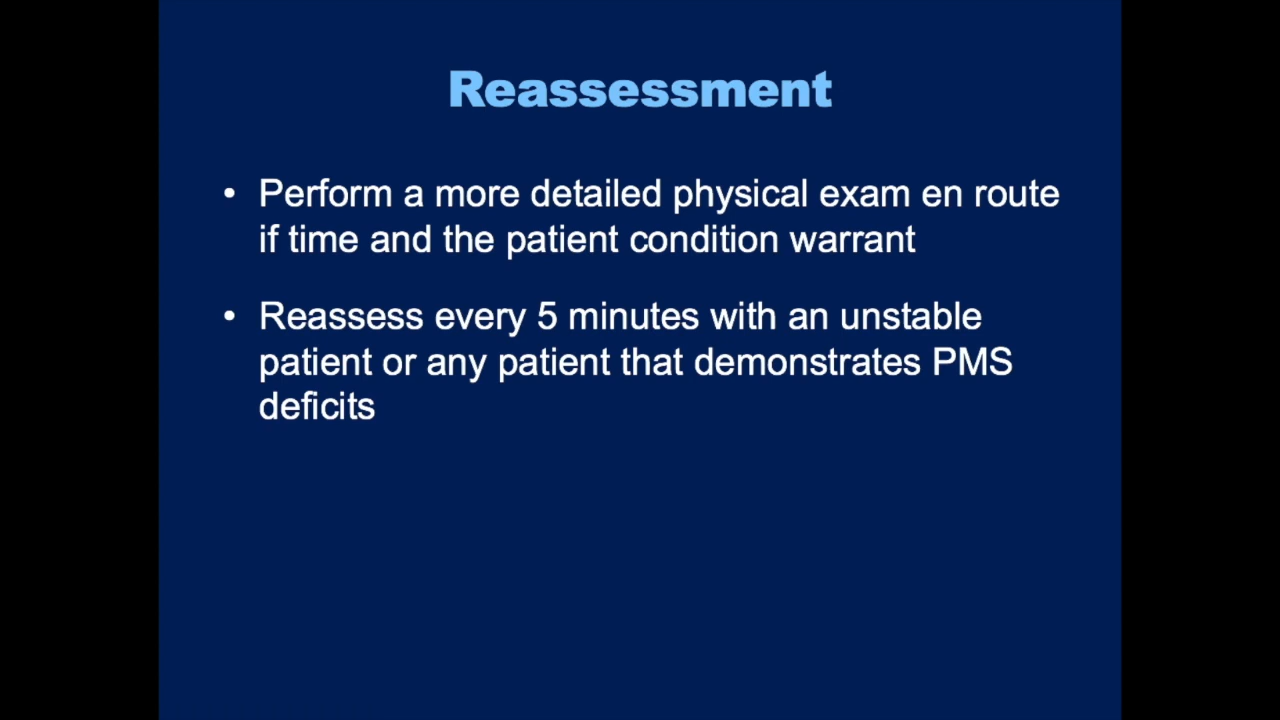 Reassessment
• Perform a more detailed physical exam en route
if time and the patient condition warrant
• Reassess every 5 minutes with an unstable
patient or any patient that demonstrates PMS
deficits